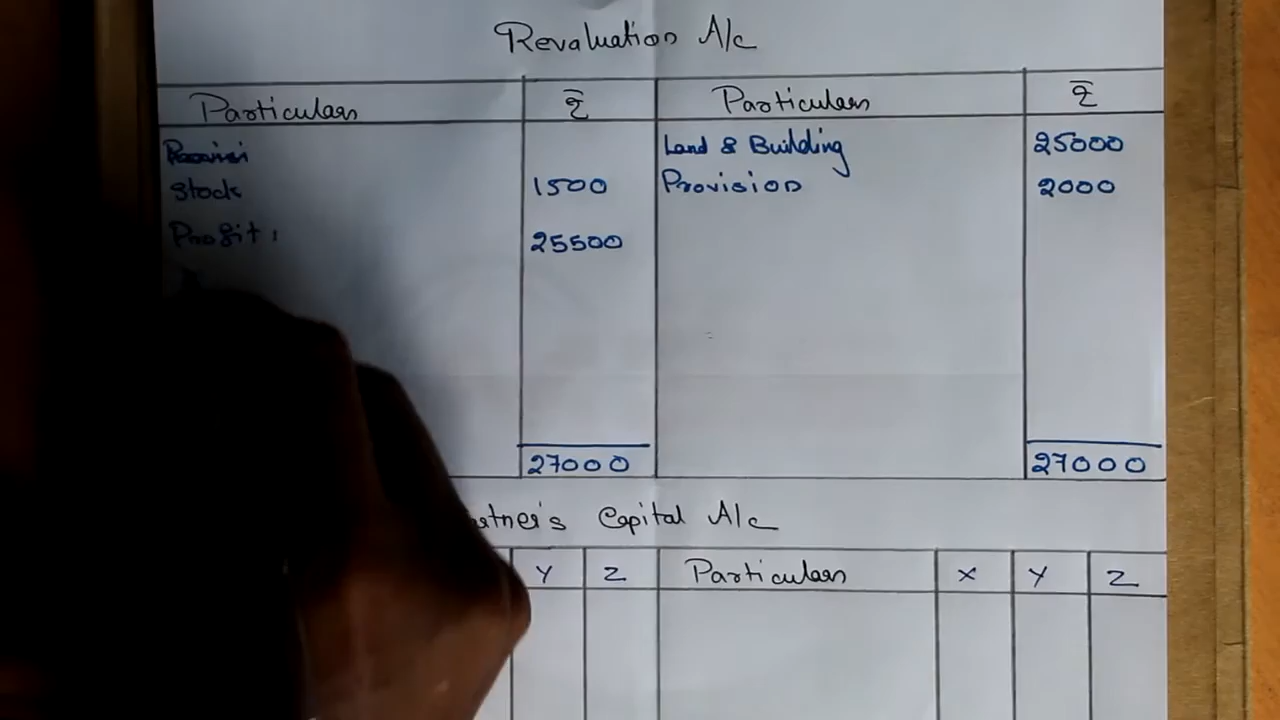 Revaluation A/c
Particulars ₹ Particulars ₹
Land & Building 25000
Stock 1500 Provision 2000
Profit: 25500
27000 27000
Capital A/c
Y Z Particulars X Y Z